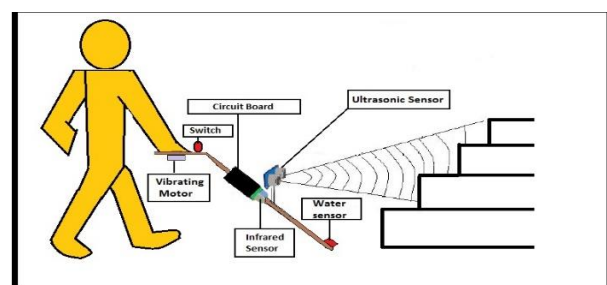 Circuit Board
Ultrasonic Sensor
Switch
Vibrating
Motor
Water
sensor
Infrared
Sensor